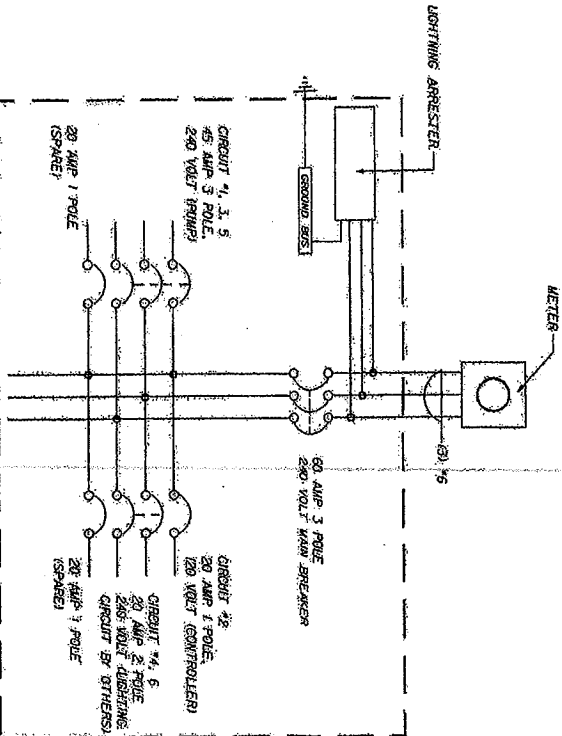 LIGHTNING ARRESTER
METER
GROUND BUS
(3) #6
60 AMP 3 POLE
240 VOLT MAIN BREAKER
CIRCUIT #1, 3, 5
45 AMP 3 POLE,
240 VOLT (PUMP)
20 AMP 1 POLE
(SPARE)
CIRCUIT #2
20 AMP 1 POLE,
120 VOLT (CONTROLLER)
CIRCUIT #4, 6
20 AMP 2 POLE
240 VOLT (LIGHTING
CIRCUIT BY OTHERS)
20 AMP 1 POLE
(SPARE)